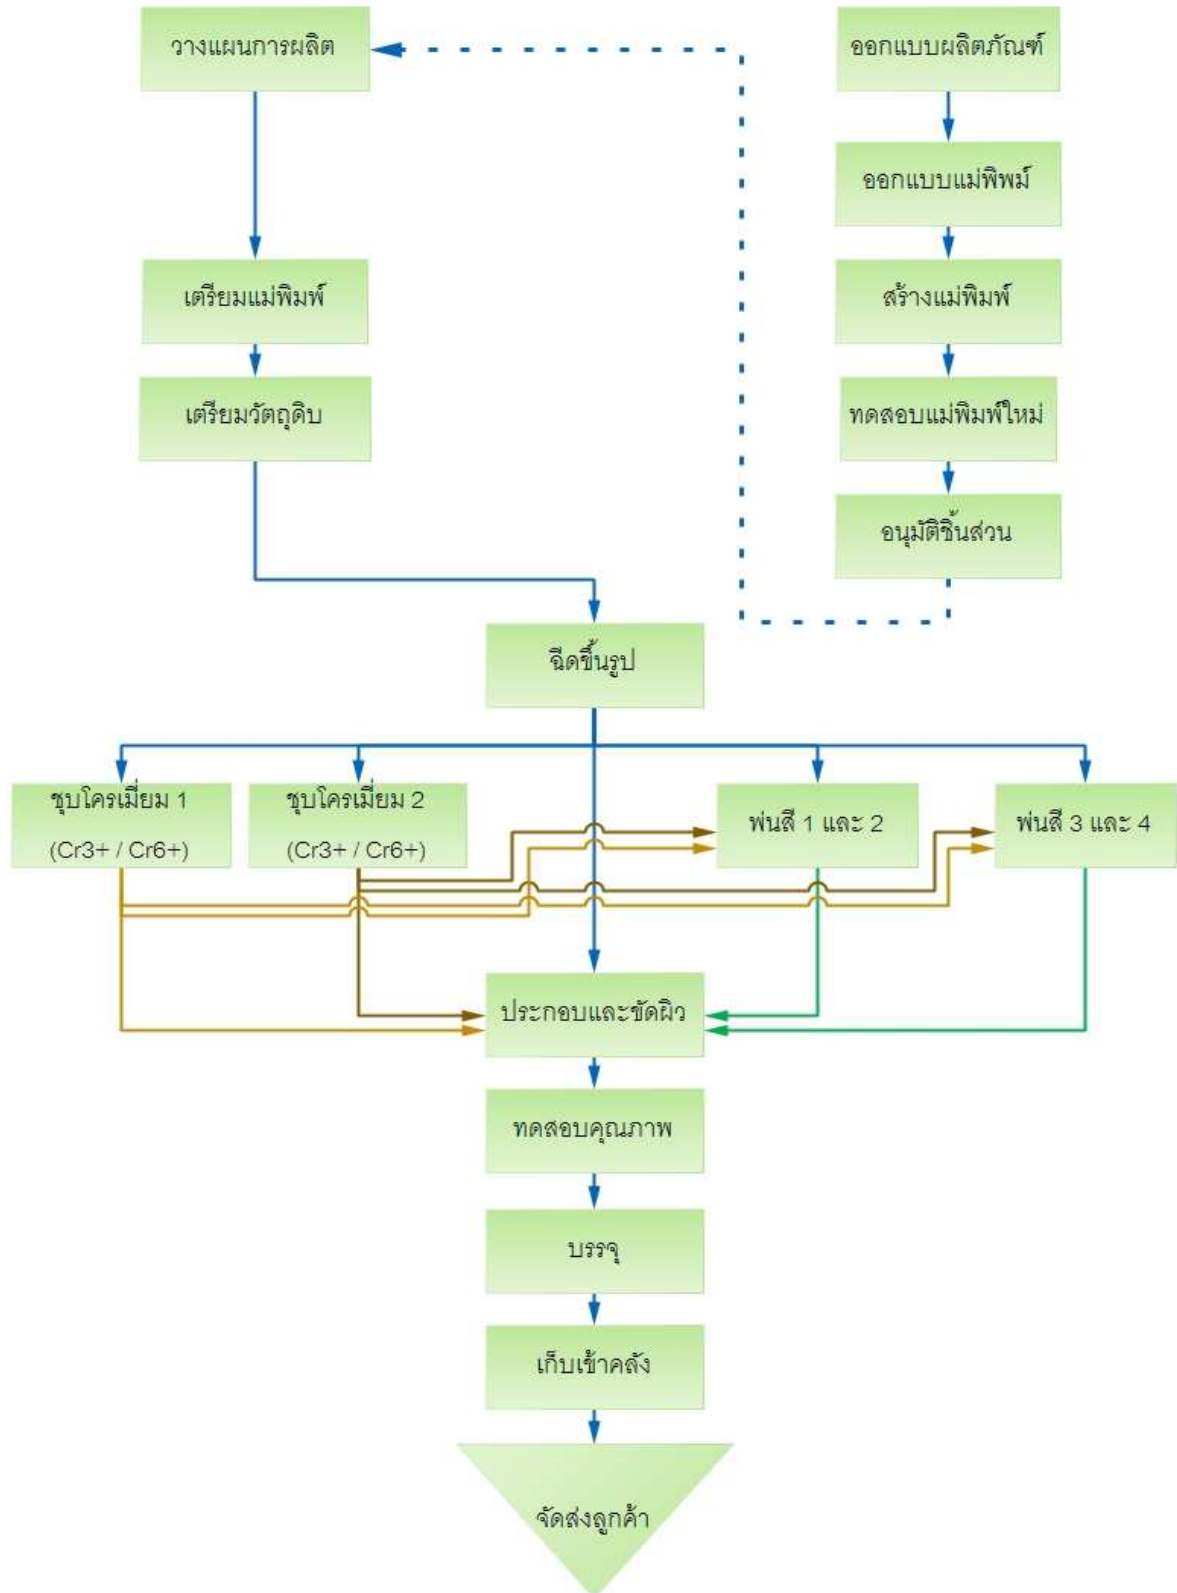 วางแผนการผลิต
ออกแบบผลิตภัณฑ์
ออกแบบแม่พิพม์
เตรียมแม่พิมพ์
สร้างแม่พิมพ์
เตรียมวัตถุดิบ
ทดสอบแม่พิมพ์ใหม่
อนุมัติชิ้นส่วน
ฉีดขึ้นรูป
ชุบโครเมี่ยม 1
(Cr3+ / Cr6+)
ชุบโครเมี่ยม 2
(Cr3+ / Cr6+)
พ่นสี 1 และ 2
พ่นสี 3 และ 4
ประกอบและขัดผิว
ทดสอบคุณภาพ
บรรจุ
เก็บเข้าคลัง
จัดส่งลูกค้า